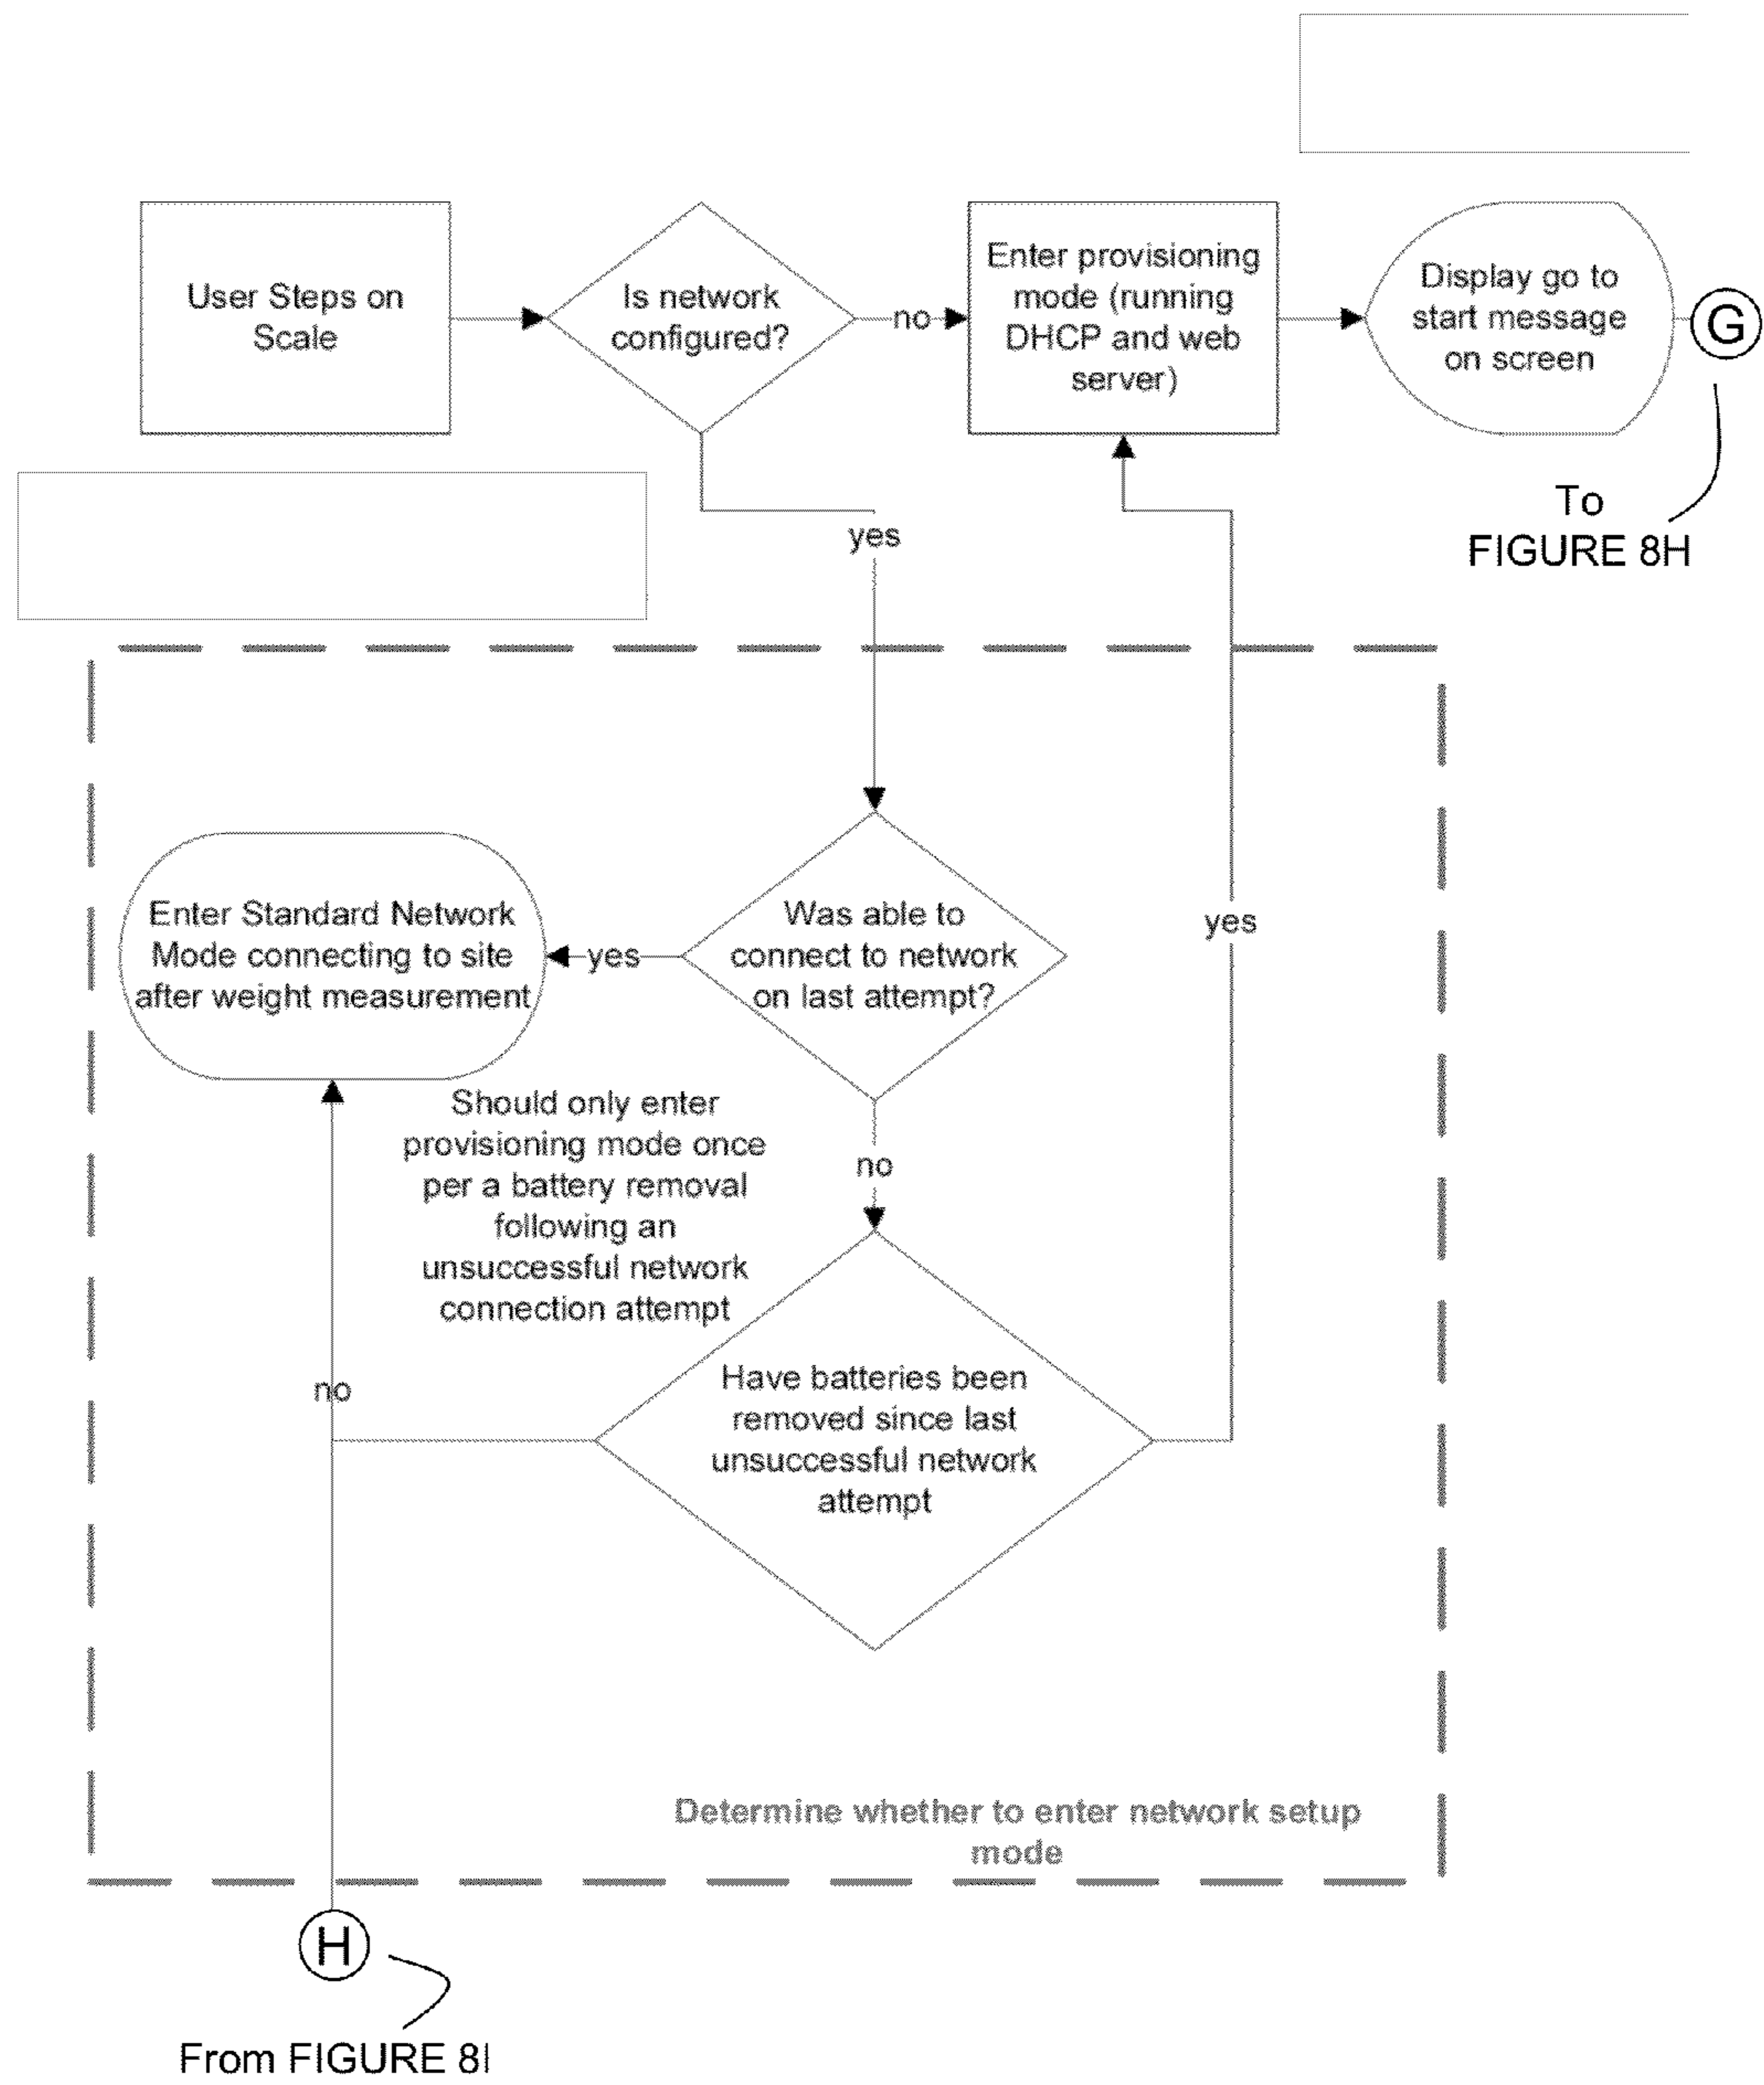 User Steps on
Scale
Is network
configured?
no
Enter provisioning
mode (running
DHCP and web
server)
Display go to
start message
on screen
G
To
FIGURE 8H
yes
Enter Standard Network
Mode connecting to site
after weight measurement
yes
Was able to
connect to network
on last attempt?
yes
Should only enter
provisioning mode once
per a battery removal
following an
unsuccessful network
connection attempt
no
no
Have batteries been
removed since last
unsuccessful network
attempt
Determine whether to enter network setup
mode
H
From FIGURE 8I